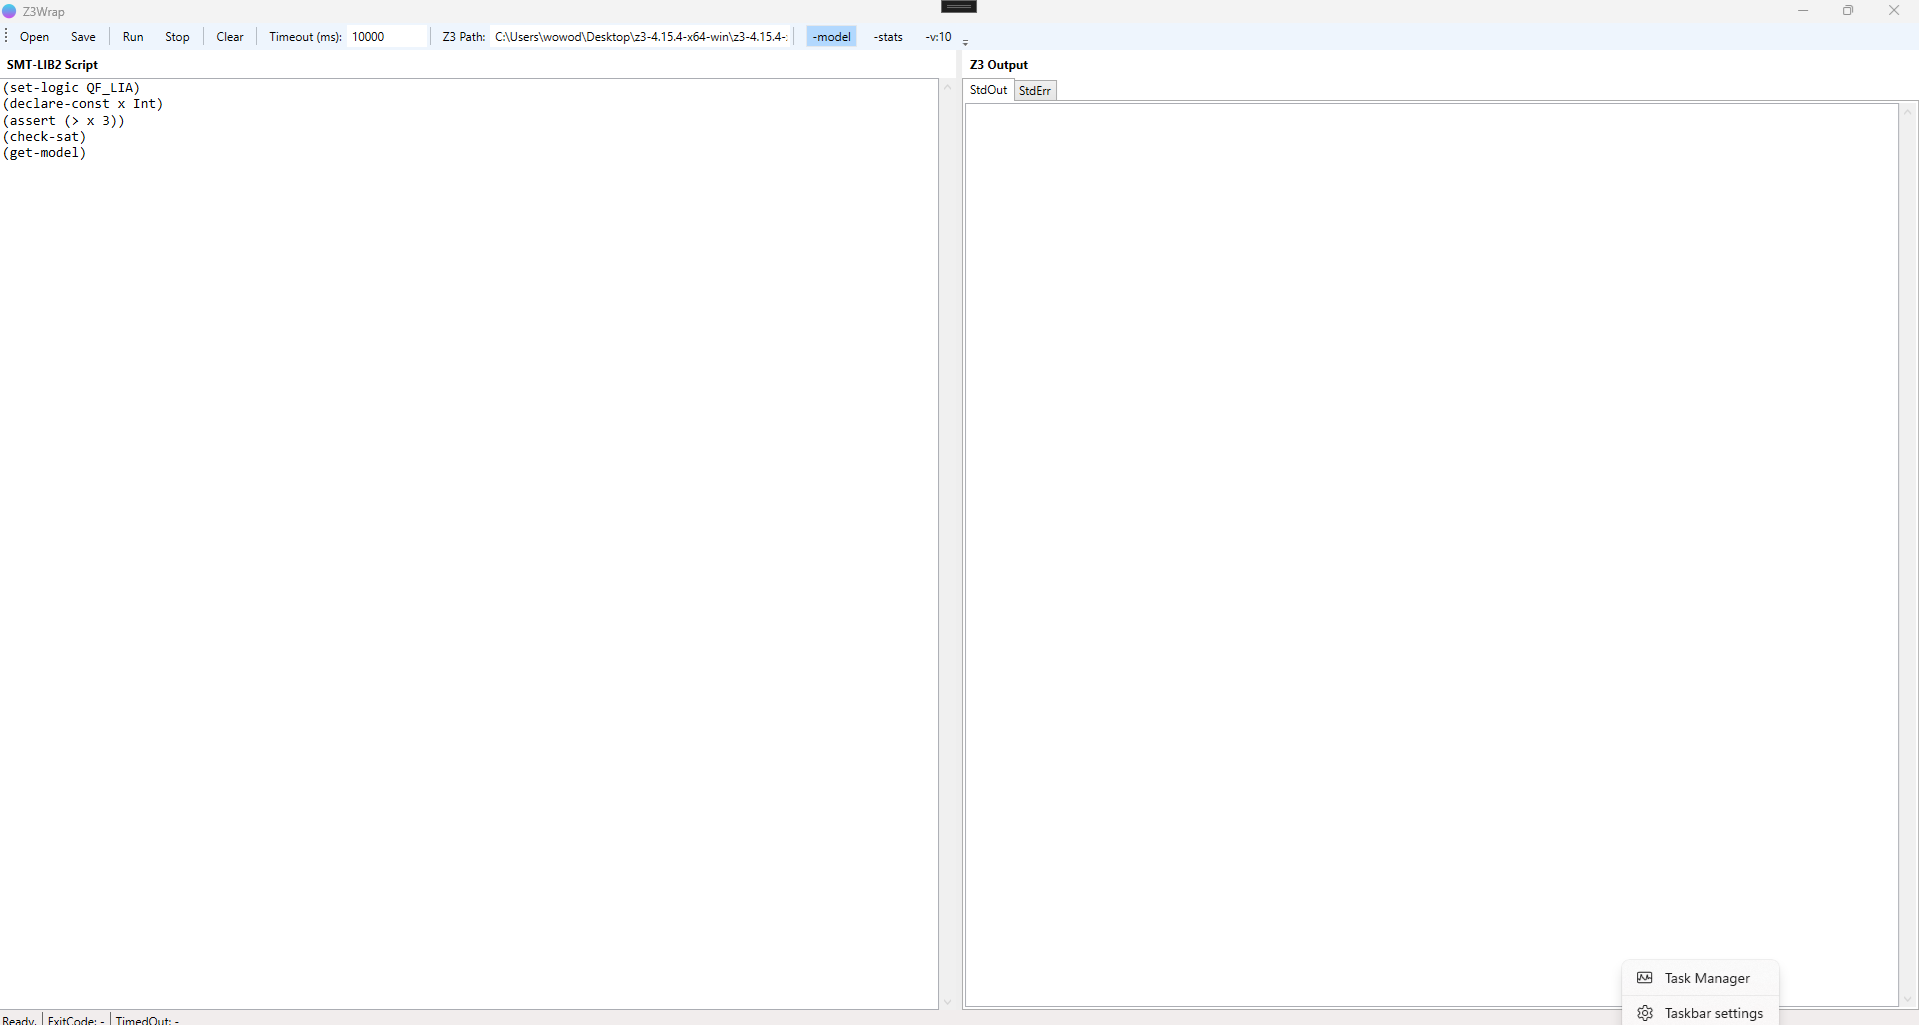 Z3Wrap
Open Save Run Stop Clear Timeout (ms): 10000 Z3 Path: C:\Users\wowod\Desktop\z3-4.15.4-x64-win\z3-4.15.4- -model -stats -v:10
SMT-LIB2 Script
(set-logic QF_LIA)
(declare-const x Int)
(assert (> x 3))
(check-sat)
(get-model)
Z3 Output
StdOut StdErr
Task Manager
Taskbar settings
Ready. ExitCode: - TimedOut: -